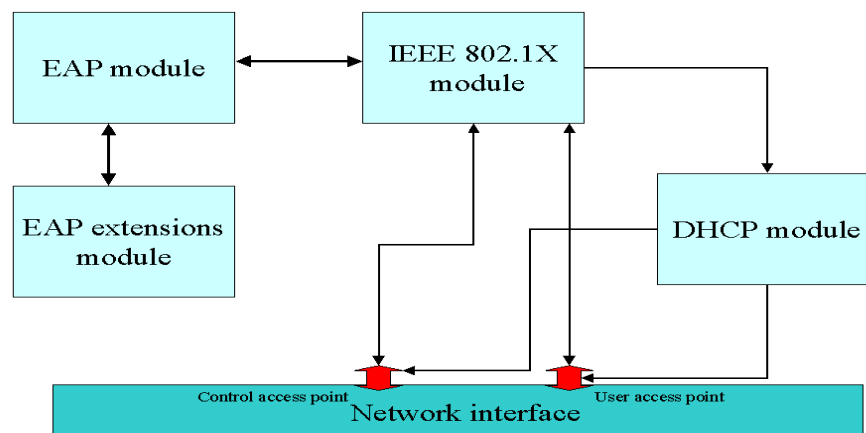 EAP module
IEEE 802.1X
module
EAP extensions
module
DHCP module
Control access point
User access point
Network interface